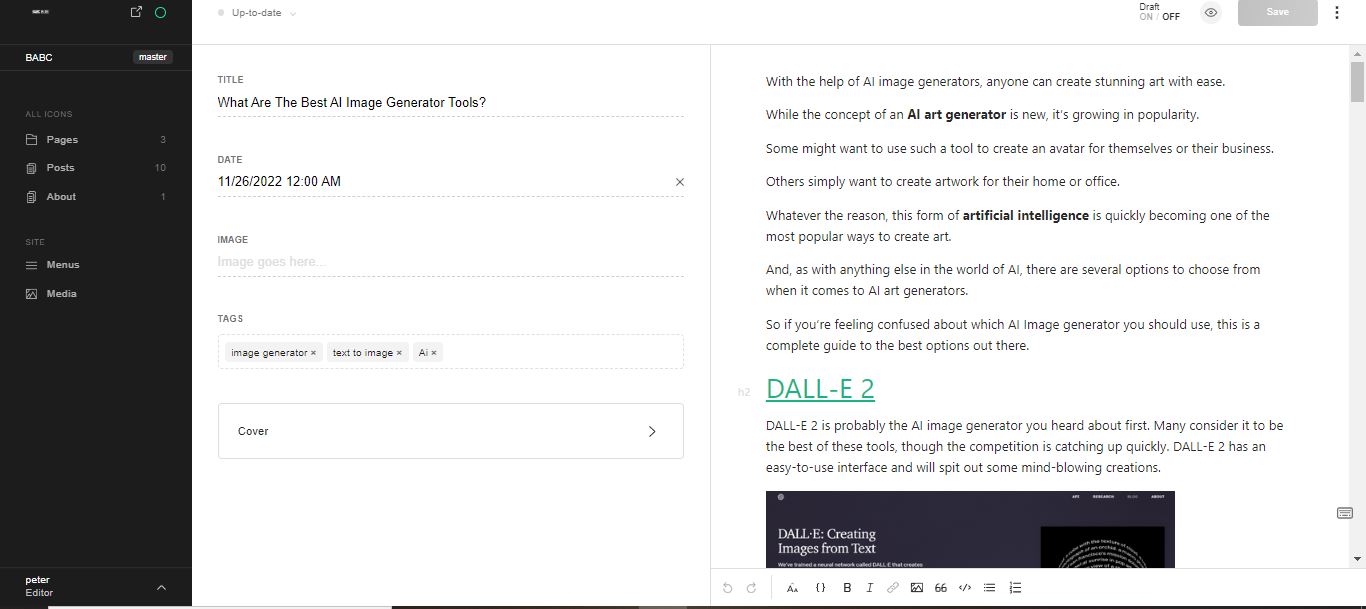 Up-to-date
Draft
ON / OFF
Save
BABC
master
ALL ICONS
Pages 3
Posts 10
About 1
SITE
Menus
Media
peter
Editor
TITLE
What Are The Best AI Image Generator Tools?
DATE
11/26/2022 12:00 AM
IMAGE
Image goes here...
TAGS
image generator ×
text to image ×
Ai ×
Cover
With the help of AI image generators, anyone can create stunning art with ease.
While the concept of an AI art generator is new, it's growing in popularity.
Some might want to use such a tool to create an avatar for themselves or their business.
Others simply want to create artwork for their home or office.
Whatever the reason, this form of artificial intelligence is quickly becoming one of the
most popular ways to create art.
And, as with anything else in the world of AI, there are several options to choose from
when it comes to AI art generators.
So if you're feeling confused about which AI Image generator you should use, this is a
complete guide to the best options out there.
h2
DALL-E 2
DALL-E 2 is probably the AI image generator you heard about first. Many consider it to be
the best of these tools, though the competition is catching up quickly. DALL-E 2 has an
easy-to-use interface and will spit out some mind-blowing creations.
API RESEARCH BLOG ABOUT
DALL·E: Creating
Images from Text
We've trained a neural network called DALL·E that creates